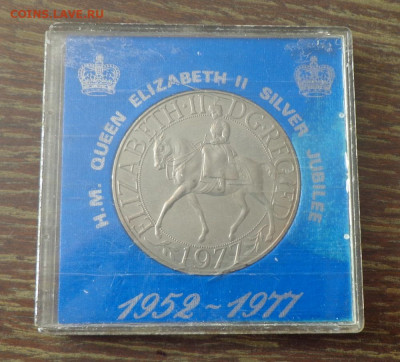 COINS.LAVE.RU
H.M. QUEEN ELIZABETH II SILVER JUBILEE
ELIZABETH·II D·G·REG F·D
1977
1952 ~ 1977